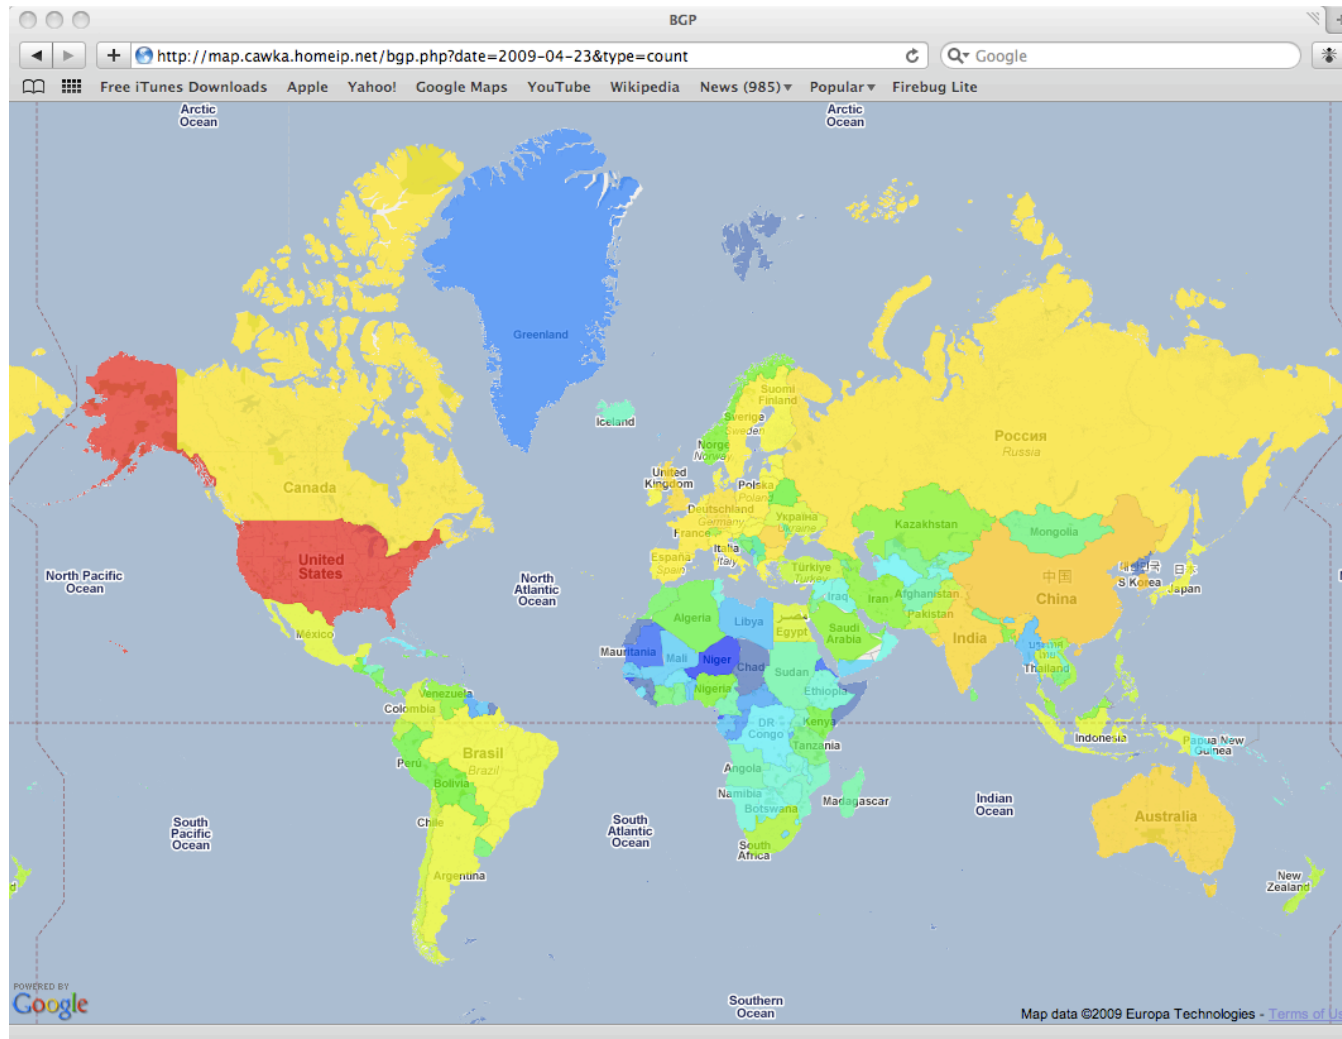 BGP
http://map.cawka.homeip.net/bgp.php?date=2009-04-23&type=count
Google
Free iTunes Downloads
Apple
Yahoo!
Google Maps
YouTube
Wikipedia
News (985)
Popular
Firebug Lite
Arctic
Ocean
Arctic
Ocean
Greenland
Iceland
Suomi
Finland
Sverige
Sweden
Norge
Norway
Россия
Russia
United
Kingdom
Polska
Poland
Canada
Deutschland
Germany
Україна
Ukraine
Kazakhstan
Mongolia
France
Italia
Italy
España
Spain
Türkiye
Turkey
United
States
North Pacific
Ocean
North
Atlantic
Ocean
中国
China
S Korea
日本
Japan
Iraq
Iran
Afghanistan
Pakistan
Algeria
Libya
Egypt
Saudi
Arabia
India
México
Mauritania
Mali
Niger
Chad
Sudan
Thailand
Nigeria
Ethiopia
Venezuela
Colombia
DR
Congo
Kenya
Tanzania
Indonesia
Papua New
Guinea
Brasil
Brazil
Perú
Bolivia
Angola
Namibia
Botswana
Madagascar
Indian
Ocean
Australia
South
Pacific
Ocean
Chile
South
Atlantic
Ocean
South
Africa
Argentina
New
Zealand
POWERED BY
Google
Southern
Ocean
Map data ©2009 Europa Technologies - Terms of